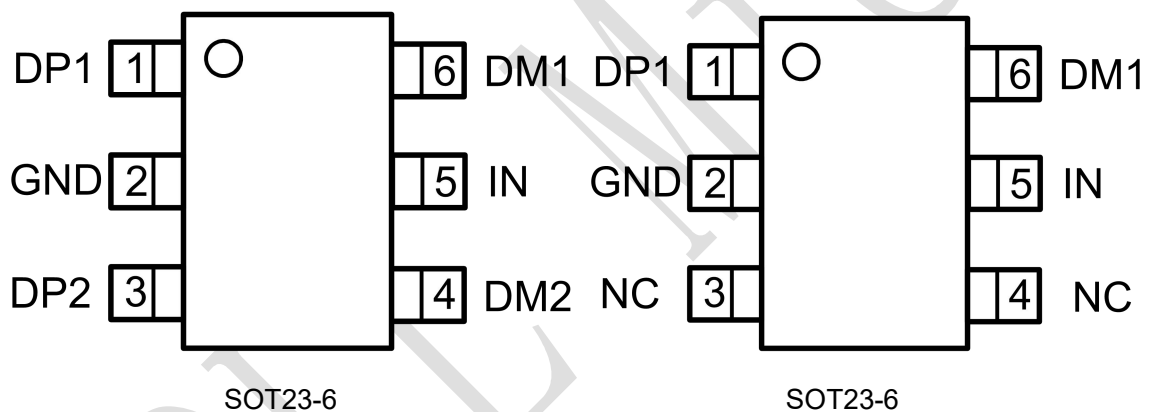 DP1 1 6 DM1 DP1 1 6 DM1
GND 2 5 IN GND 2 5 IN
DP2 3 4 DM2 NC 3 4 NC
SOT23-6 SOT23-6